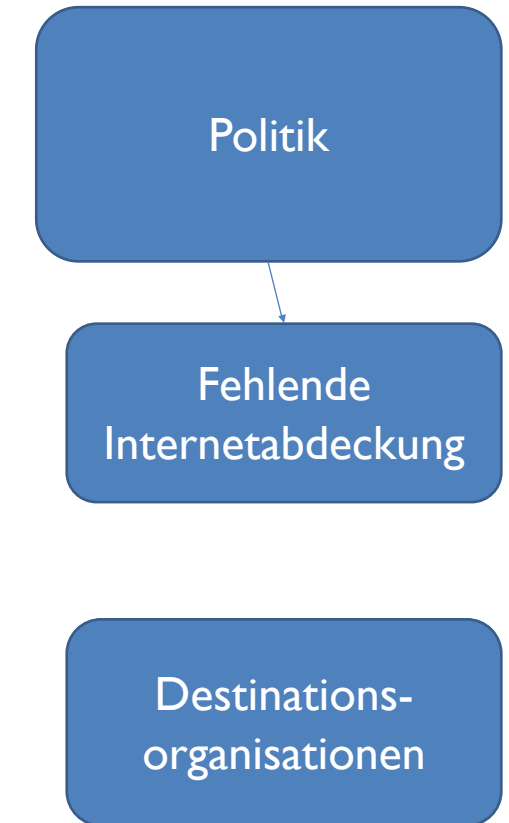 Politik
Fehlende
Internetabdeckung
Destinations-
organisationen